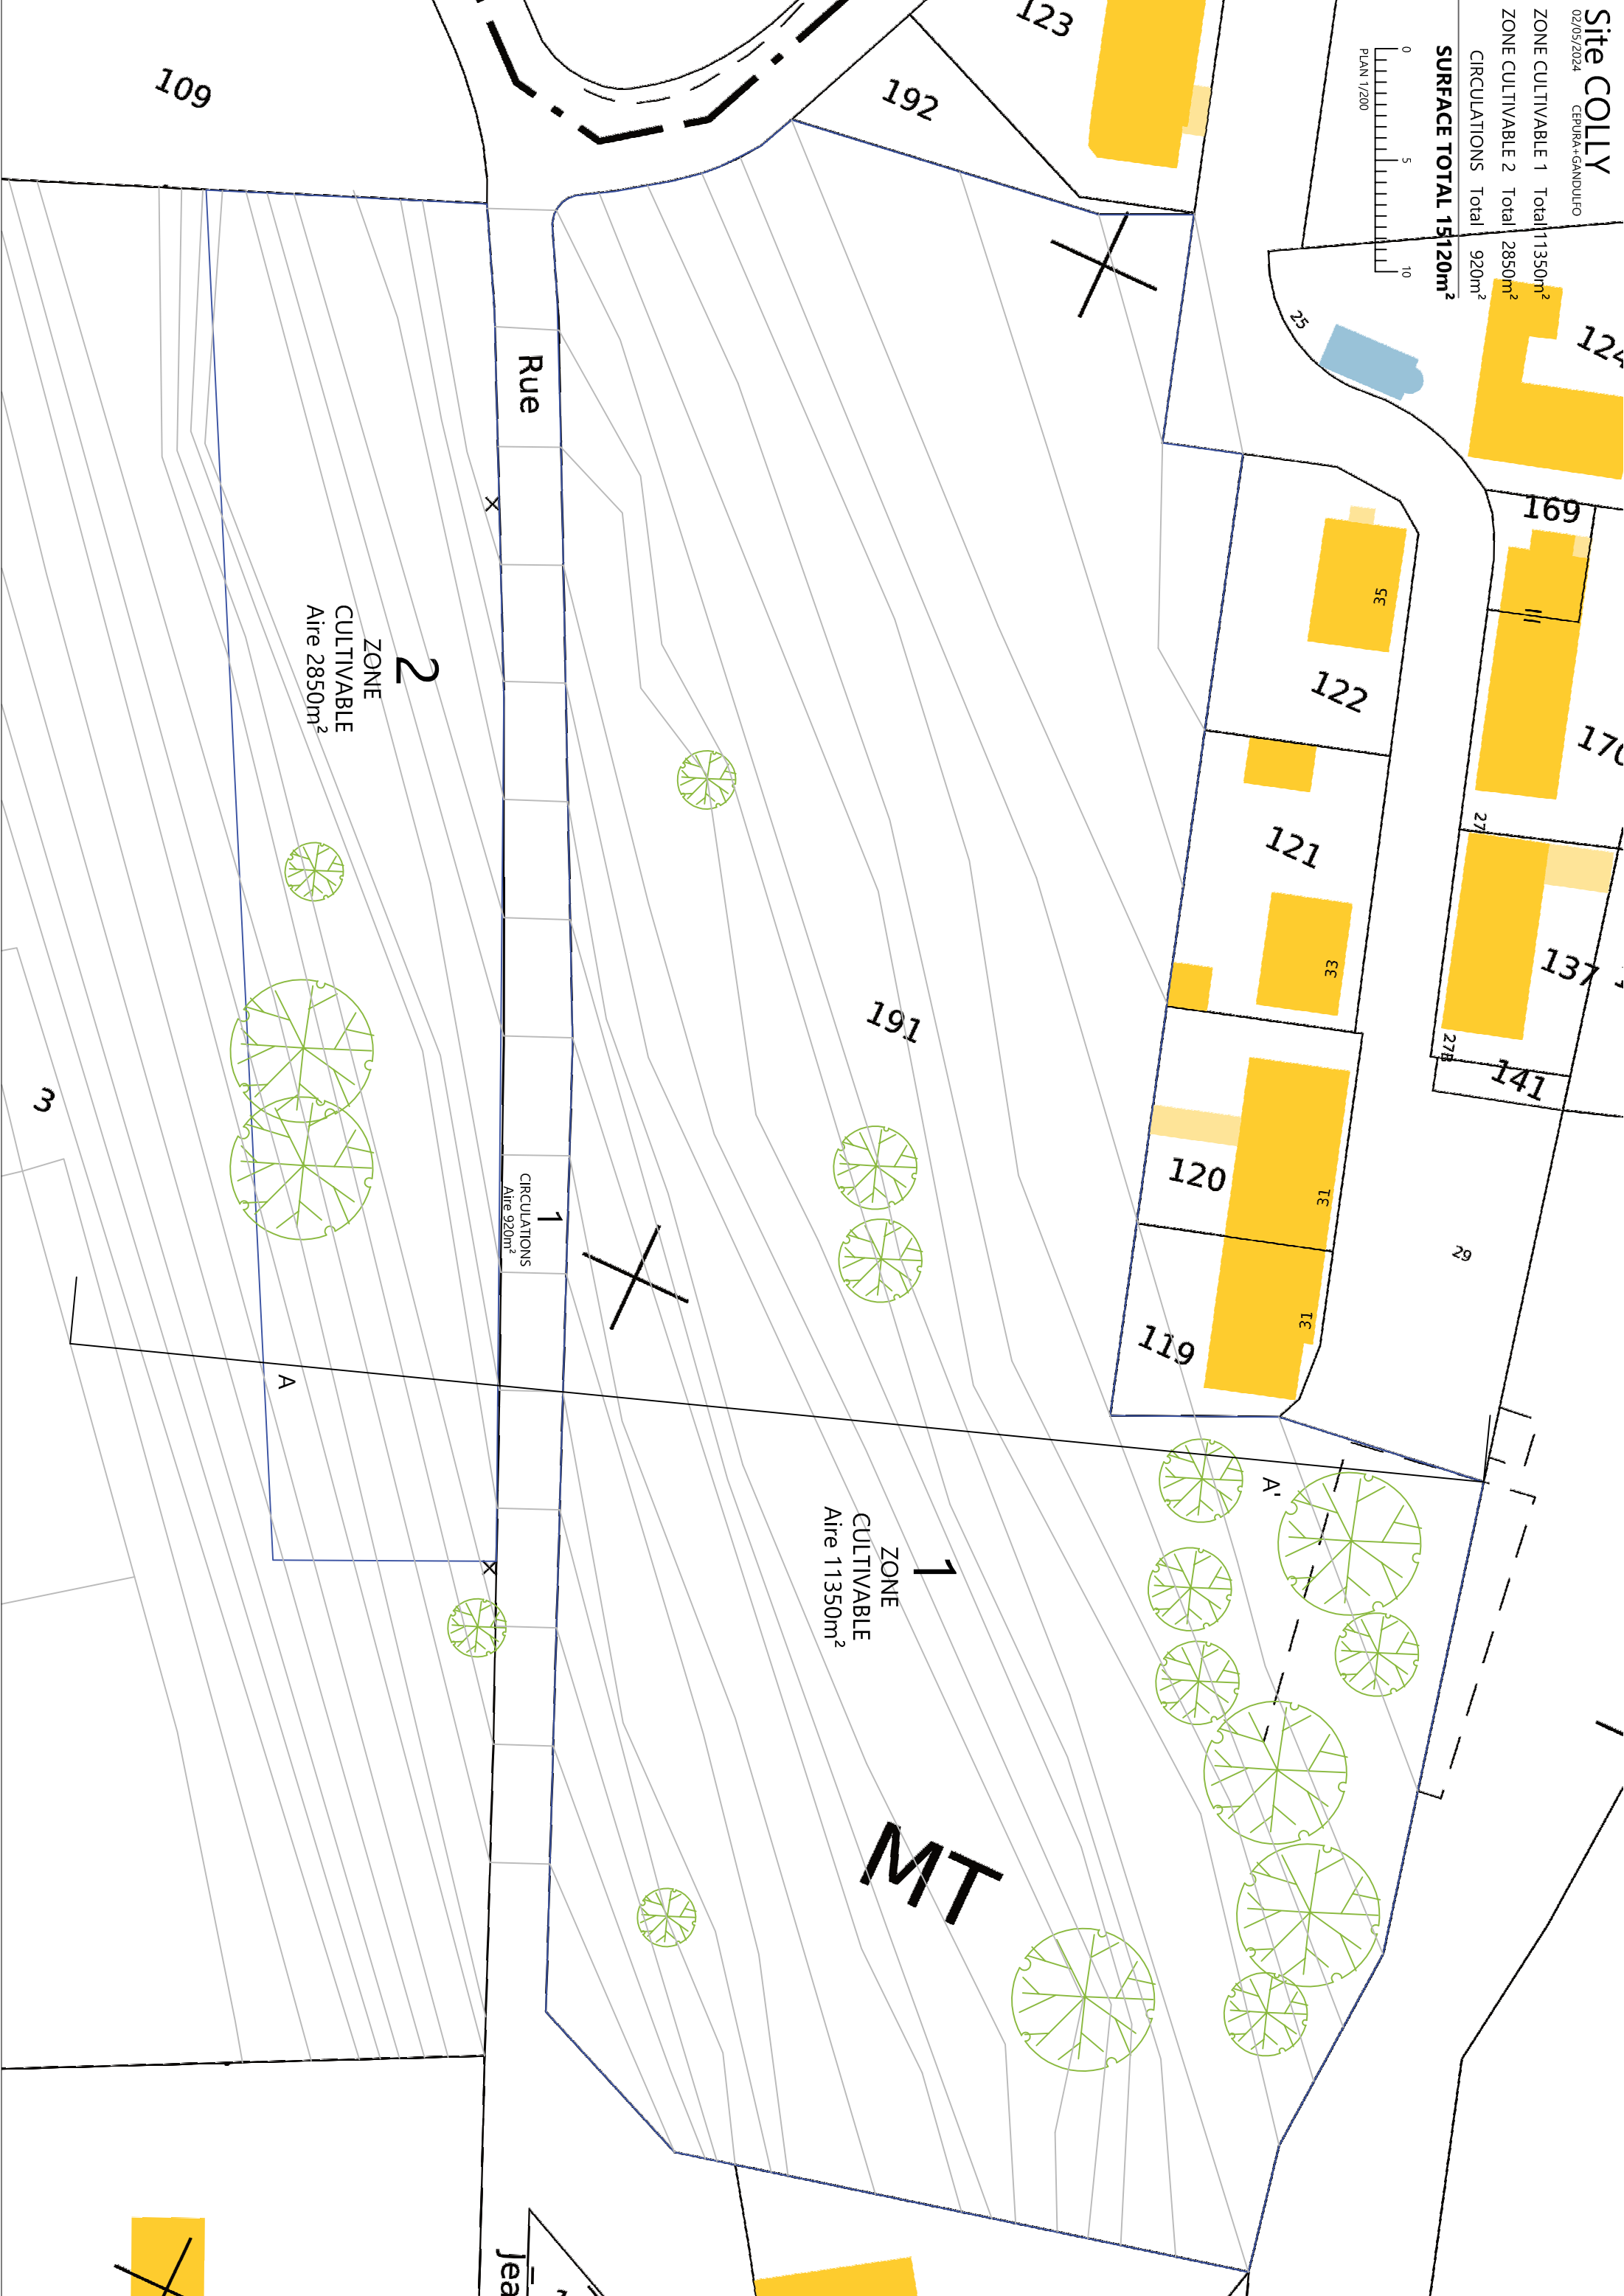 Site COLLY
02/05/2024 CEPURA+GANDULFO
ZONE CULTIVABLE 1 Total 11350m²
ZONE CULTIVABLE 2 Total 2850m²
CIRCULATIONS Total 920m²
SURFACE TOTAL 15120m²
0 5 10
PLAN 1/200
123
192
109
25
124
169
Rue
35
122
170
2
ZONE
CULTIVABLE
Aire 2850m²
27
121
33
137
191
27B
141
3
120
31
1
CIRCULATIONS
Aire 920m²
29
31
119
A
A'
1
ZONE
CULTIVABLE
Aire 11350m²
MT